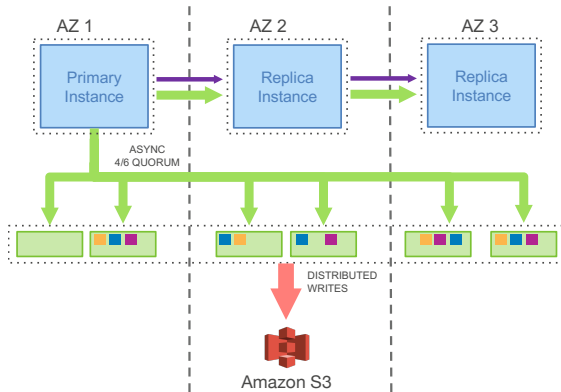 AZ 1
AZ 2
AZ 3
Primary
Instance
Replica
Instance
Replica
Instance
ASYNC
4/6 QUORUM
DISTRIBUTED
WRITES
Amazon S3